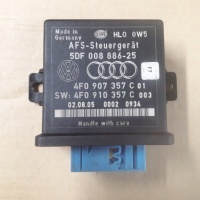 Made in
Germany
Hella
HLO 0W5
AFS-Steuergerät
5DF 008 886-25
4F0 907 357 C 01
SW: 4F0 910 357 C 003
02.08.05 0002 0934
Handle with care